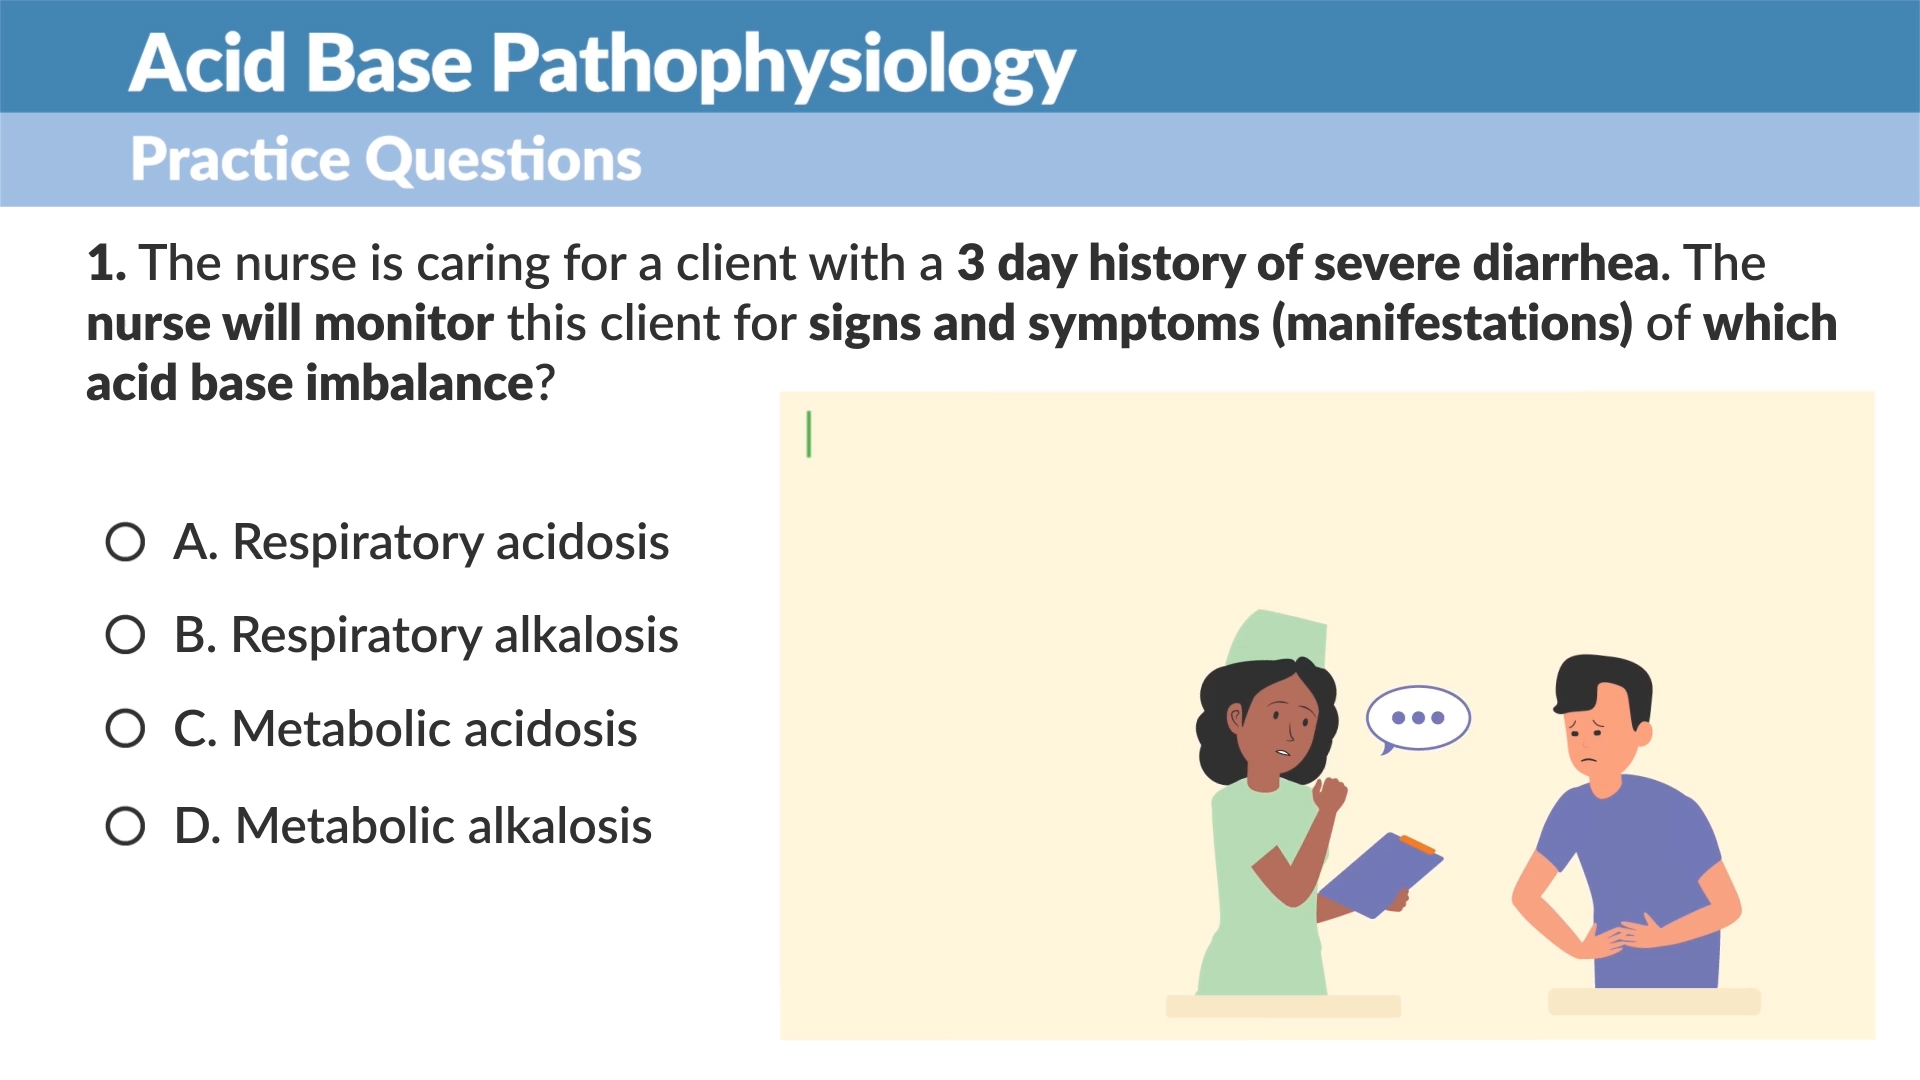 Acid Base Pathophysiology
Practice Questions
1. The nurse is caring for a client with a 3 day history of severe diarrhea. The
nurse will monitor this client for signs and symptoms (manifestations) of which
acid base imbalance?
A. Respiratory acidosis
B. Respiratory alkalosis
C. Metabolic acidosis
D. Metabolic alkalosis